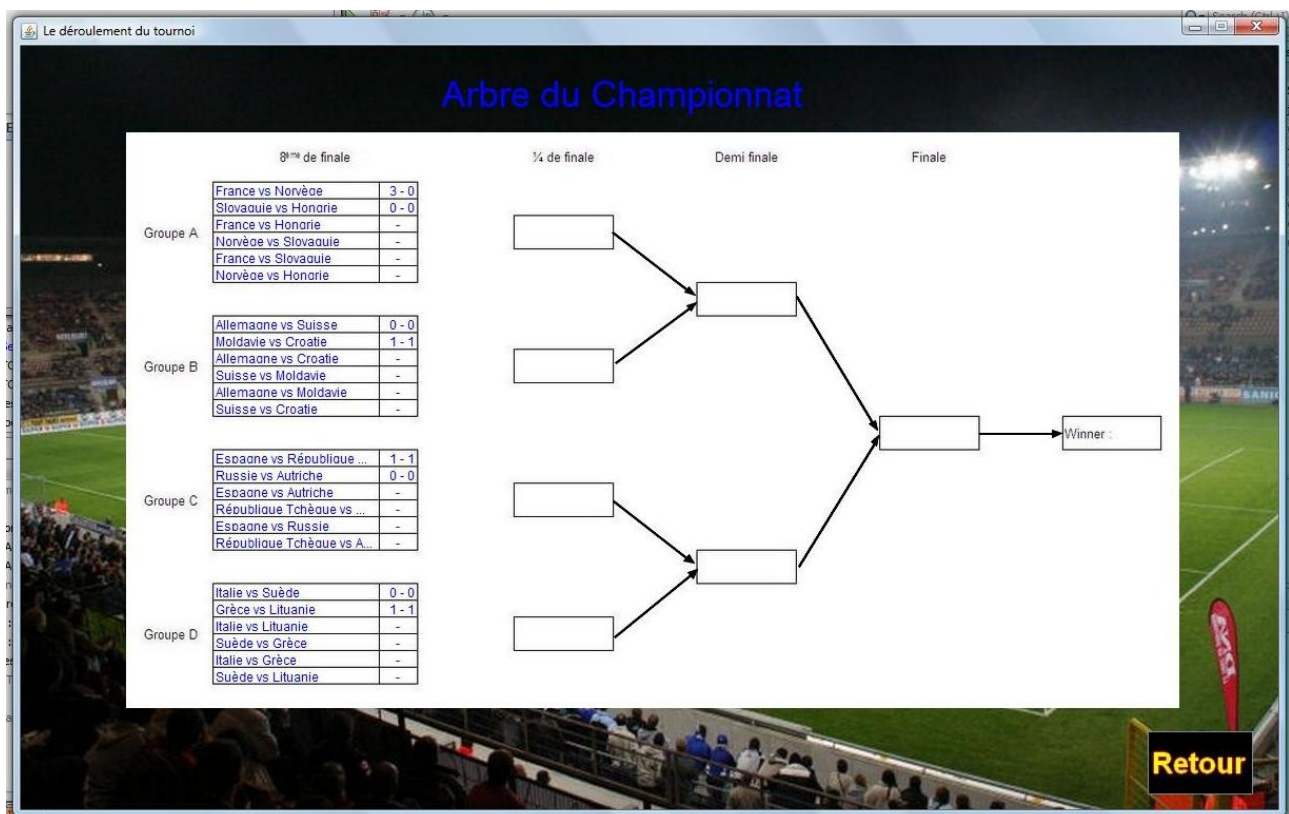 Le déroulement du tournoi
Arbre du Championnat
8ème de finale
¼ de finale
Demi finale
Finale
Groupe A
France vs Norvège 3 - 0
Slovaquie vs Hongrie 0 - 0
France vs Hongrie -
Norvège vs Slovaquie -
France vs Slovaquie -
Norvège vs Hongrie -
Groupe B
Allemagne vs Suisse 0 - 0
Moldavie vs Croatie 1 - 1
Allemagne vs Croatie -
Suisse vs Moldavie -
Allemagne vs Moldavie -
Suisse vs Croatie -
Groupe C
Espagne vs République ... 1 - 1
Russie vs Autriche 0 - 0
Espagne vs Autriche -
République Tchèque vs ... -
Espagne vs Russie -
République Tchèque vs A... -
Groupe D
Italie vs Suède 0 - 0
Grèce vs Lituanie 1 - 1
Italie vs Lituanie -
Suède vs Grèce -
Italie vs Grèce -
Suède vs Lituanie -
Winner :
Retour